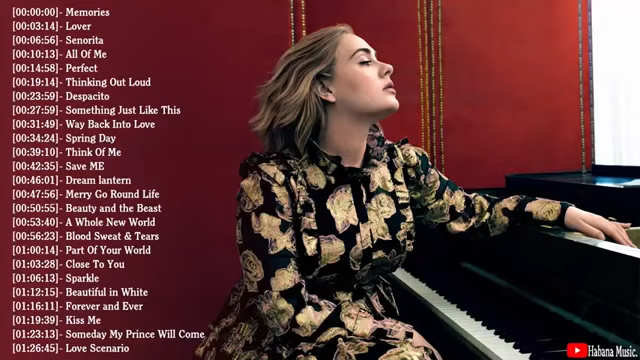 [00:00:00]- Memories
[00:03:14]- Lover
[00:06:56]- Senorita
[00:10:13]- All Of Me
[00:14:58]- Perfect
[00:19:14]- Thinking Out Loud
[00:23:59]- Despacito
[00:27:59]- Something Just Like This
[00:31:49]- Way Back Into Love
[00:34:24]- Spring Day
[00:39:10]- Think Of Me
[00:42:35]- Save ME
[00:46:01]- Dream lantern
[00:47:56]- Merry Go Round Life
[00:50:55]- Beauty and the Beast
[00:53:40]- A Whole New World
[00:56:23]- Blood Sweat & Tears
[01:00:14]- Part Of Your World
[01:03:28]- Close To You
[01:06:13]- Sparkle
[01:12:15]- Beautiful in White
[01:16:11]- Forever and Ever
[01:19:39]- Kiss Me
[01:23:13]- Someday My Prince Will Come
[01:26:45]- Love Scenario
Habana Music